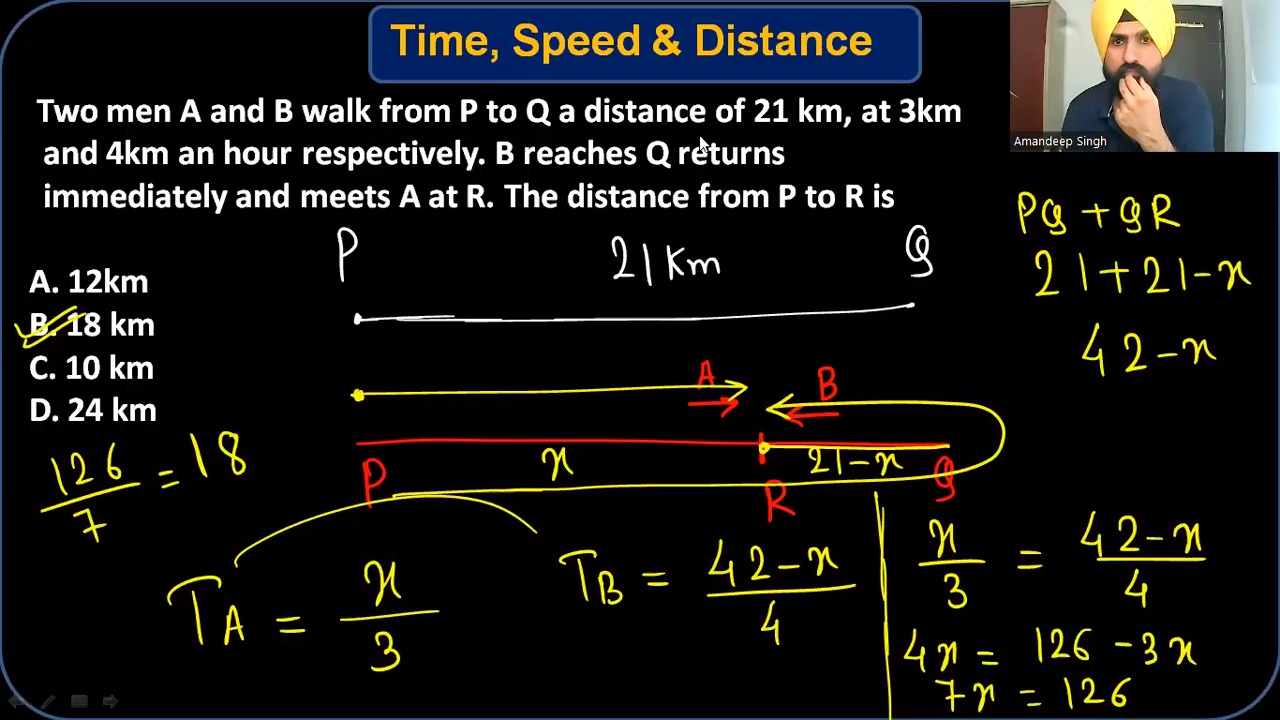 Time, Speed & Distance
Amandeep Singh
Two men A and B walk from P to Q a distance of 21 km, at 3km
and 4km an hour respectively. B reaches Q returns
immediately and meets A at R. The distance from P to R is
A. 12km
B. 18 km
C. 10 km
D. 24 km
P 21 Km Q
PQ + QR
21 + 21 - x
42 - x
A B
x 21 - x
P R Q
126/7 = 18
TA = x/3
TB = 42 - x/4
x/3 = 42 - x/4
4x = 126 - 3x
7x = 126